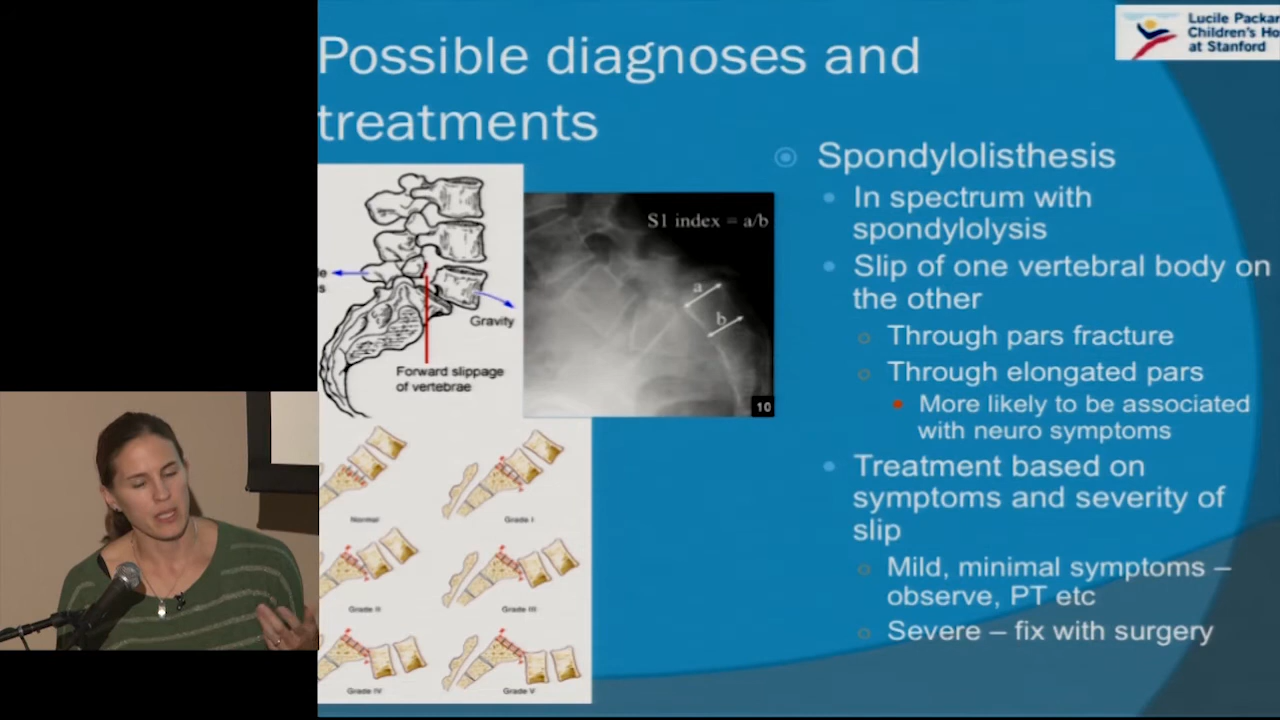 Possible diagnoses and
treatments
Lucile Packar
Children's Ho
at Stanford
Gravity
Forward slippage
of vertebrae
S1 index = a/b
a
b
10
Normal
Grade I
Grade II
Grade III
Grade IV
Grade V
Spondylolisthesis
In spectrum with
spondylolysis
Slip of one vertebral body on
the other
Through pars fracture
Through elongated pars
More likely to be associated
with neuro symptoms
Treatment based on
symptoms and severity of
slip
Mild, minimal symptoms –
observe, PT etc
Severe – fix with surgery